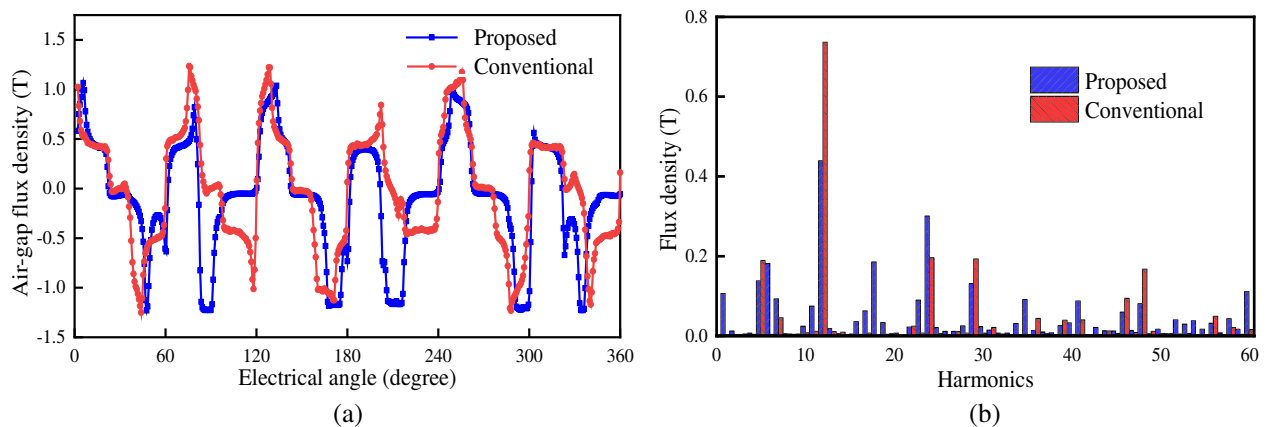 1.5
1.0
0.5
0.0
-0.5
-1.0
-1.5
Air-gap flux density (T)
Proposed
Conventional
0 60 120 180 240 300 360
Electrical angle (degree)
(a)
0.8
0.6
0.4
0.2
0.0
Flux density (T)
Proposed
Conventional
0 10 20 30 40 50 60
Harmonics
(b)